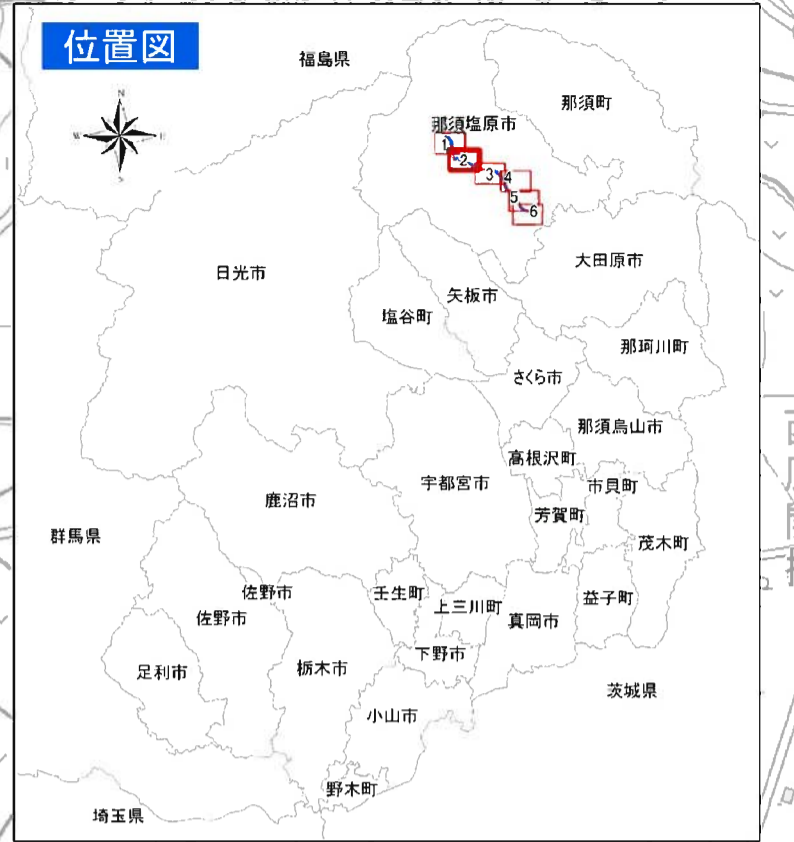 位置図
福島県
N
W
E
S
那須町
那須塩原市
1
2
3
4
5
6
大田原市
日光市
矢板市
塩谷町
那珂川町
さくら市
那須烏山市
高根沢町
宇都宮市
市貝町
鹿沼市
芳賀町
群馬県
茂木町
佐野市
壬生町
益子町
上三川町
佐野市
真岡市
下野市
足利市
栃木市
茨城県
小山市
野木町
埼玉県